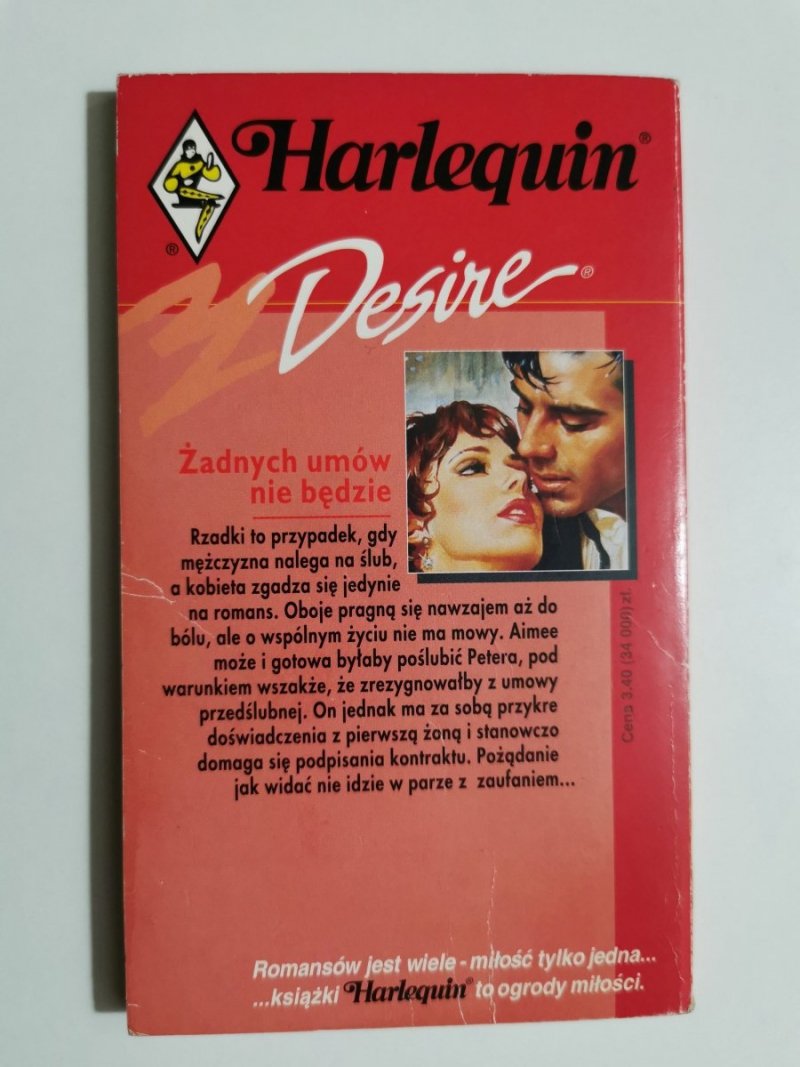 Harlequin®
®
Desire®
Żadnych umów
nie będzie
Rzadki to przypadek, gdy
mężczyzna nalega na ślub,
a kobieta zgadza się jedynie
na romans. Oboje pragną się nawzajem aż do
bólu, ale o wspólnym życiu nie ma mowy. Aimee
może i gotowa byłaby poślubić Petera, pod
warunkiem wszakże, że zrezygnowałby z umowy
przedślubnej. On jednak ma za sobą przykre
doświadczenia z pierwszą żoną i stanowczo
domaga się podpisania kontraktu. Pożądanie
jak widać nie idzie w parze z zaufaniem...
Cena 3.40 (34 000) zł.
Romansów jest wiele - miłość tylko jedna...
...książki Harlequin® to ogrody miłości.